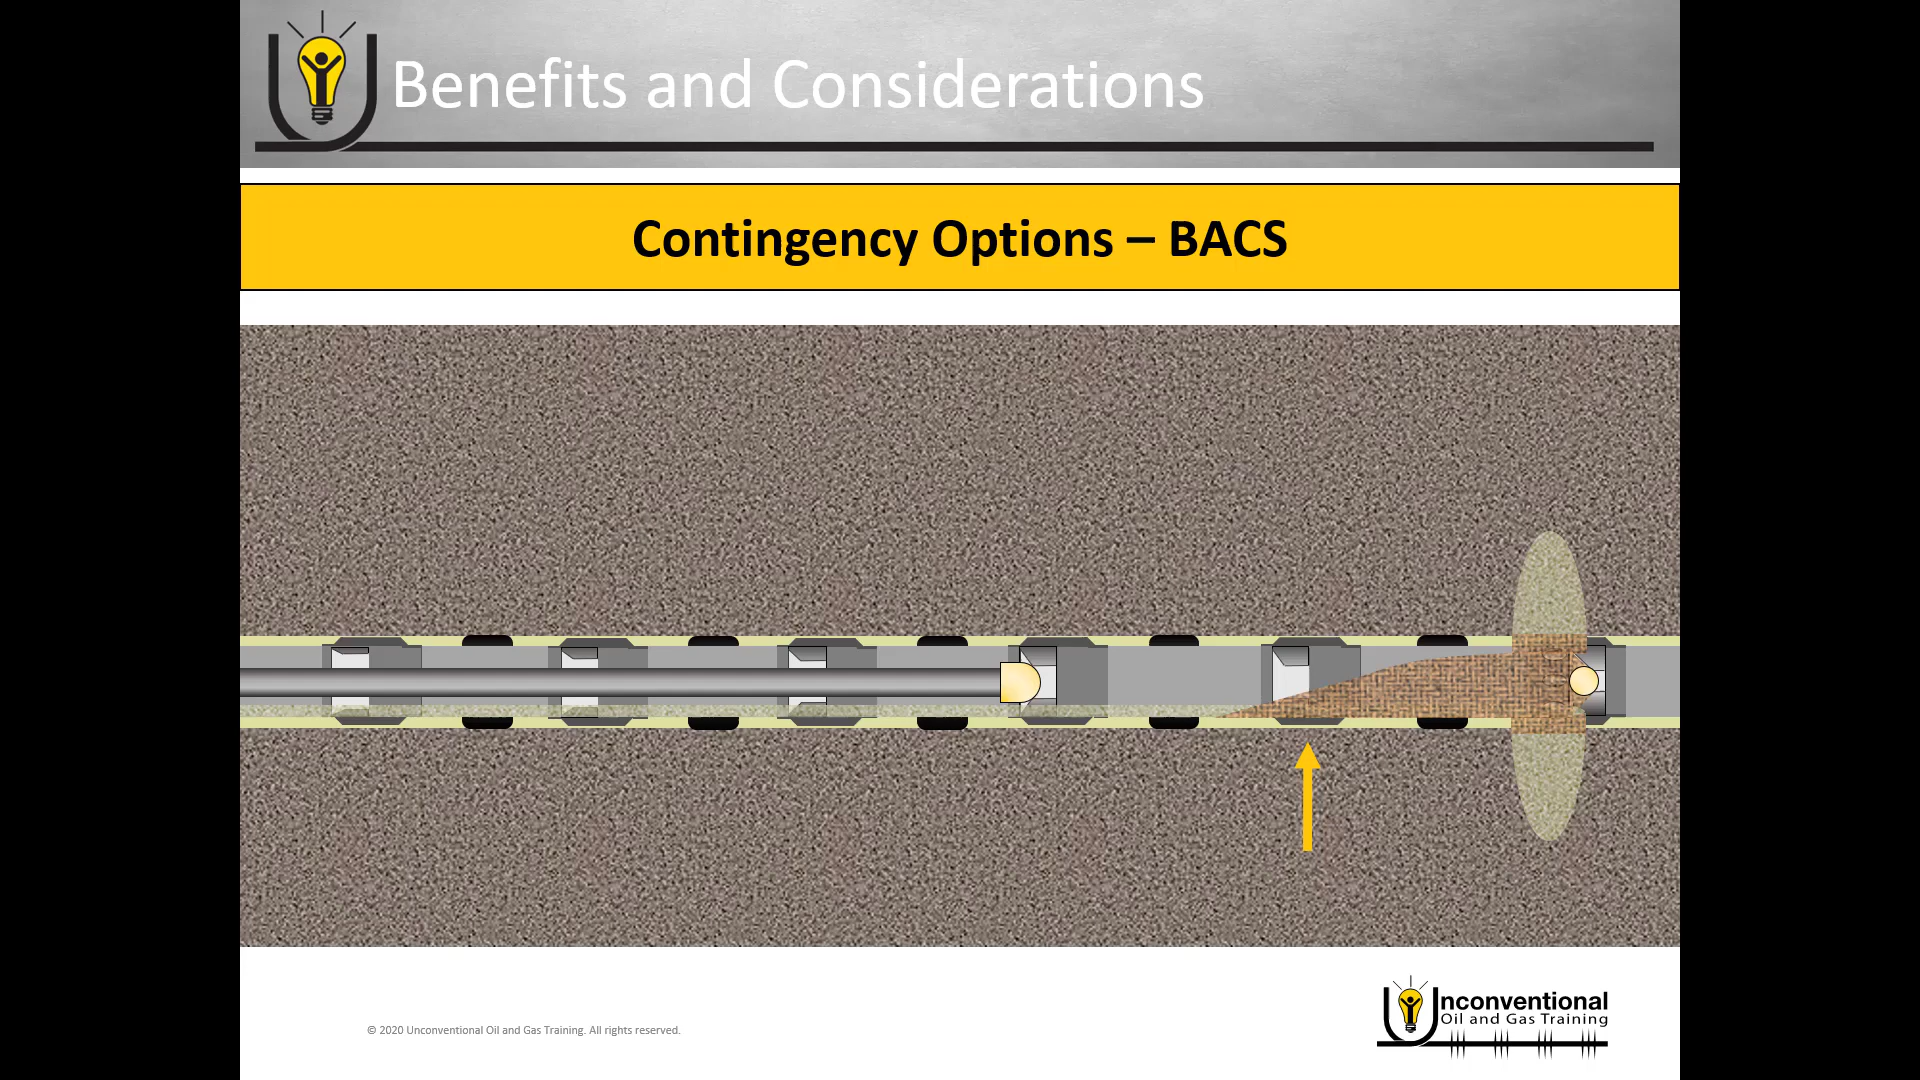 Benefits and Considerations
Contingency Options – BACS
© 2020 Unconventional Oil and Gas Training. All rights reserved.
Unconventional
Oil and Gas Training